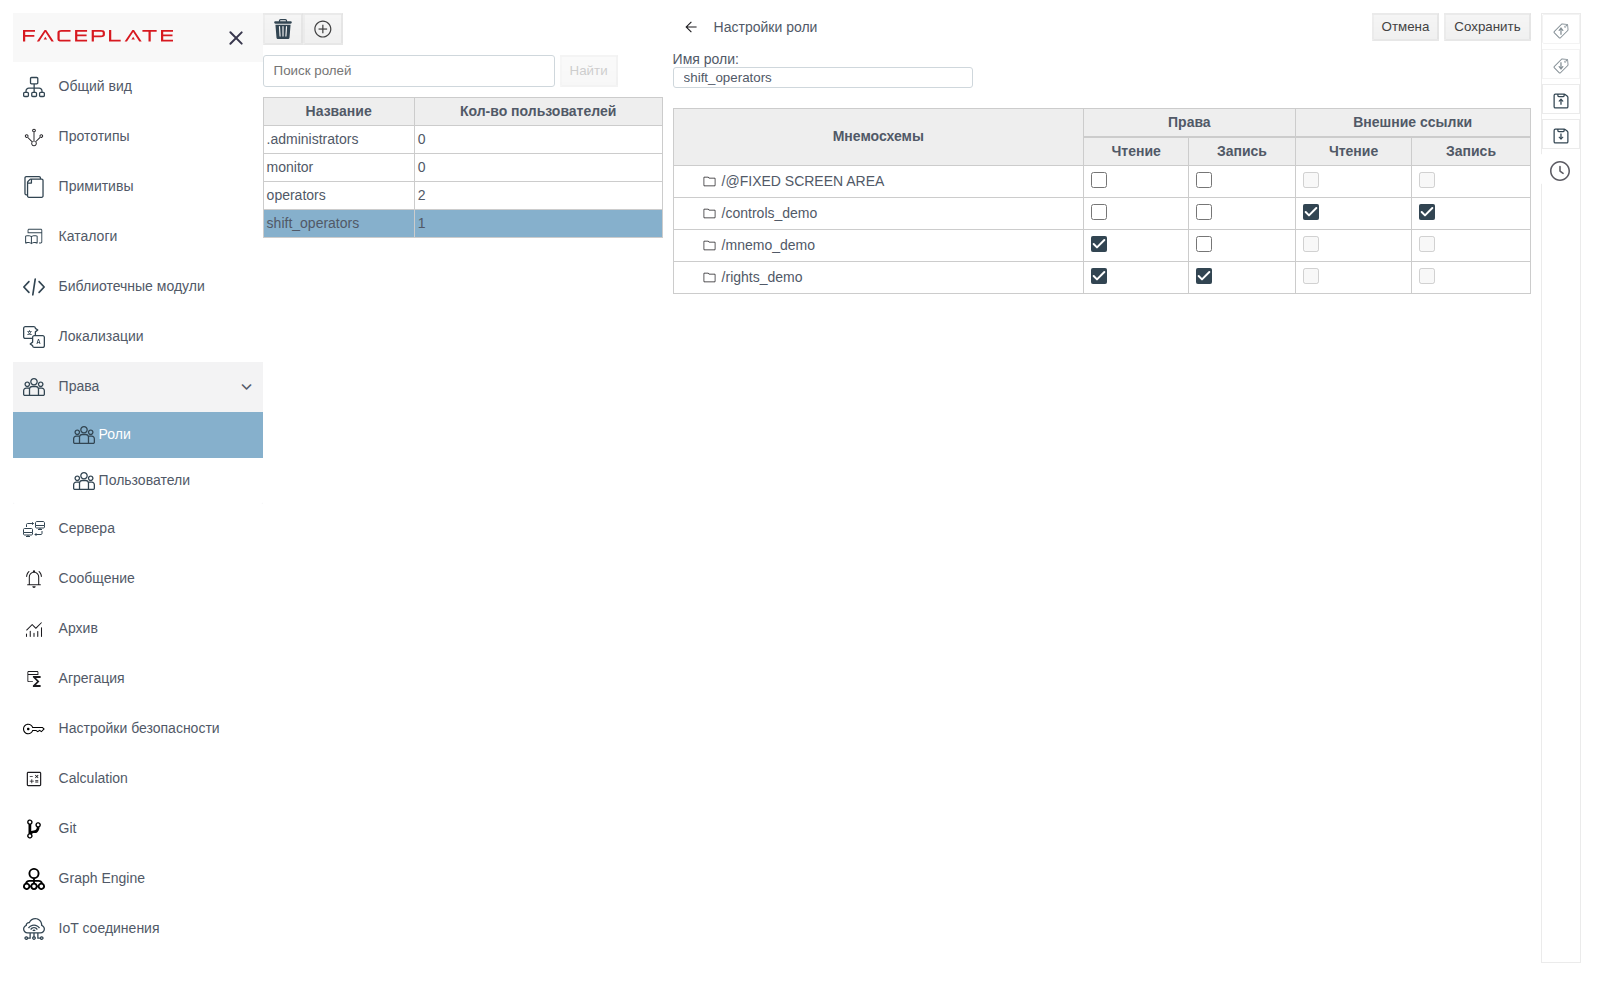 FACEPLATE
Общий вид
Прототипы
Примитивы
Каталоги
Библиотечные модули
Локализации
Права
Роли
Пользователи
Сервера
Сообщение
Архив
Агрегация
Настройки безопасности
Calculation
Git
Graph Engine
IoT соединения
Поиск ролей Найти
Название Кол-во пользователей
.administrators 0
monitor 0
operators 2
shift_operators 1
Настройки роли Отмена Сохранить
Имя роли:
shift_operators
Мнемосхемы Права Внешние ссылки
Чтение Запись Чтение Запись
/@FIXED SCREEN AREA
/controls_demo
/mnemo_demo
/rights_demo